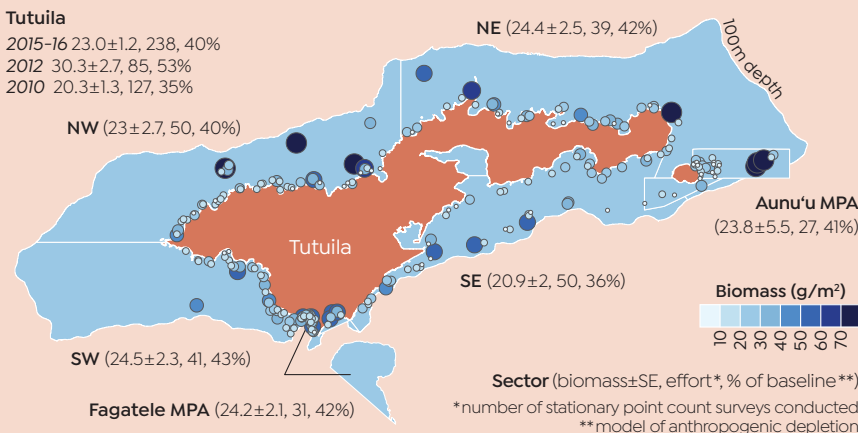 Tutuila
2015-16 23.0±1.2, 238, 40%
2012 30.3±2.7, 85, 53%
2010 20.3±1.3, 127, 35%
NE (24.4±2.5, 39, 42%)
100m depth
NW (23±2.7, 50, 40%)
Tutuila
Aunu‘u MPA
(23.8±5.5, 27, 41%)
SE (20.9±2, 50, 36%)
Biomass (g/m²)
10 20 30 40 50 60 70
SW (24.5±2.3, 41, 43%)
Sector (biomass±SE, effort*, % of baseline**)
Fagatele MPA (24.2±2.1, 31, 42%)
*number of stationary point count surveys conducted
**model of anthropogenic depletion